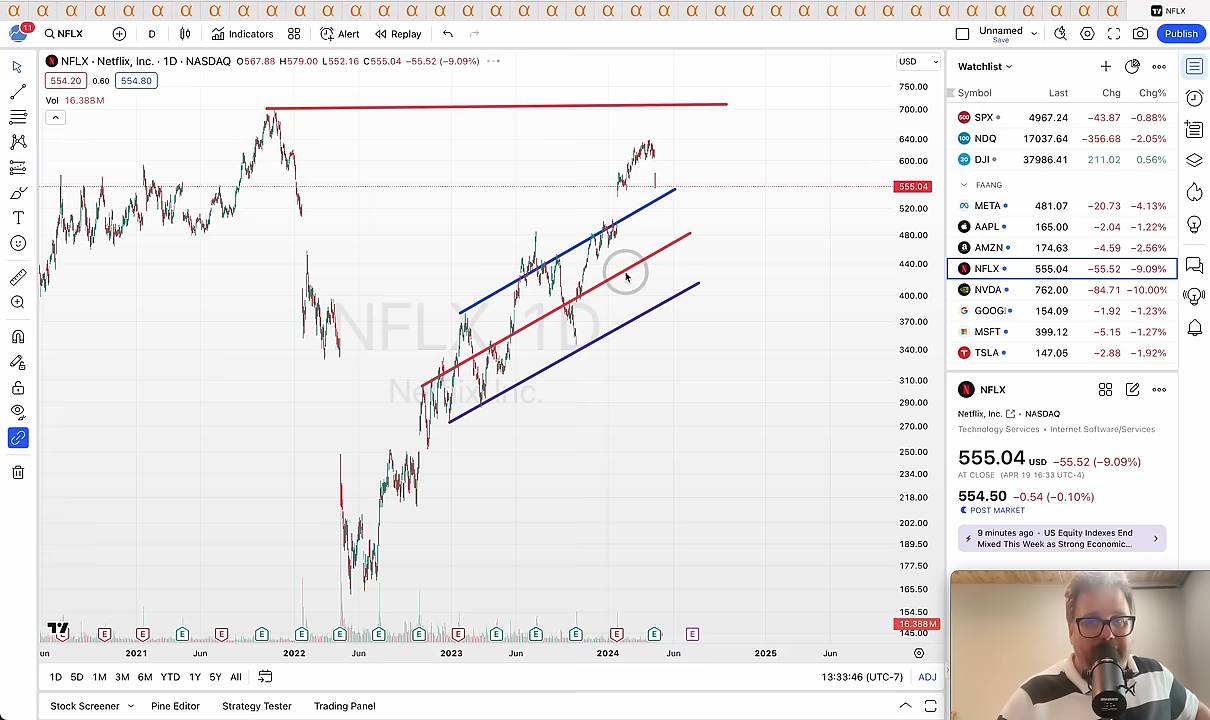 α α α α α α α α α α α α α α α α α α α α α α α α α α α α α α α α α α α α α α α α NFLX
11 NFLX D Indicators Alert Replay Unnamed Save Publish
NFLX · Netflix, Inc. · 1D · NASDAQ O567.88 H579.00 L552.16 C555.04 −55.52 (−9.09%)
554.20 0.60 554.80
Vol 16.388M
USD
750.00
700.00
640.00
600.00
555.04
520.00
480.00
440.00
400.00
370.00
340.00
310.00
290.00
270.00
250.00
234.00
218.00
202.00
189.50
177.50
165.50
154.50
16.388M
145.00
NFLX, 1D
Netflix, Inc.
E E E E E E E E E E E E E E E E E
un 2021 Jun 2022 Jun 2023 Jun 2024 Jun 2025 Jun
1D 5D 1M 3M 6M YTD 1Y 5Y All 13:33:46 (UTC-7) ADJ
Stock Screener Pine Editor Strategy Tester Trading Panel
Watchlist
Symbol Last Chg Chg%
500 SPX 4967.24 −43.87 −0.88%
100 NDQ 17037.64 −356.68 −2.05%
30 DJI 37986.41 211.02 0.56%
FAANG
META 481.07 −20.73 −4.13%
AAPL 165.00 −2.04 −1.22%
AMZN 174.63 −4.59 −2.56%
NFLX 555.04 −55.52 −9.09%
NVDA 762.00 −84.71 −10.00%
GOOGL 154.09 −1.92 −1.23%
MSFT 399.12 −5.15 −1.27%
TSLA 147.05 −2.88 −1.92%
NFLX
Netflix, Inc. · NASDAQ
Technology Services · Internet Software/Services
555.04 USD −55.52 (−9.09%)
AT CLOSE (APR 19 16:33 UTC-4)
554.50 −0.54 (−0.10%)
POST MARKET
9 minutes ago · US Equity Indexes End
Mixed This Week as Strong Economic...